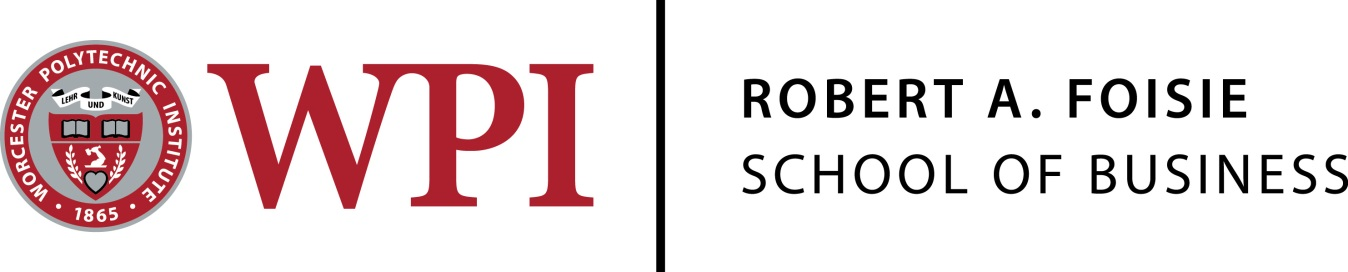 WORCESTER POLYTECHNIC INSTITUTE
LEHR UND KUNST
• 1865 •
WPI
ROBERT A. FOISIE
SCHOOL OF BUSINESS